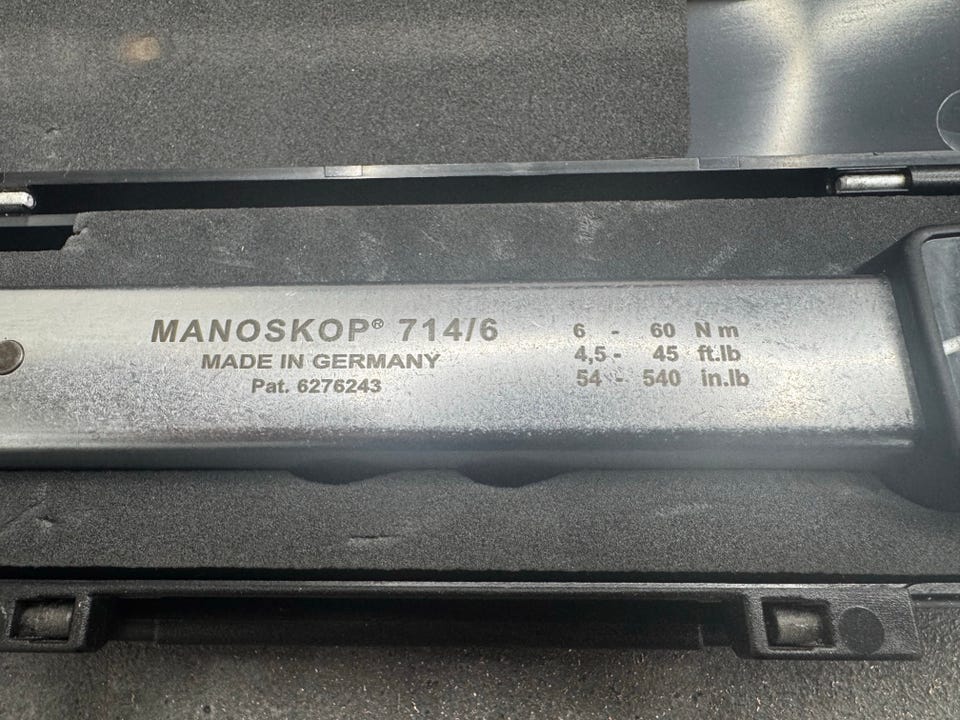 MANOSKOP® 714/6
MADE IN GERMANY
Pat. 6276243
6 - 60 N m
4,5 - 45 ft.lb
54 - 540 in.lb